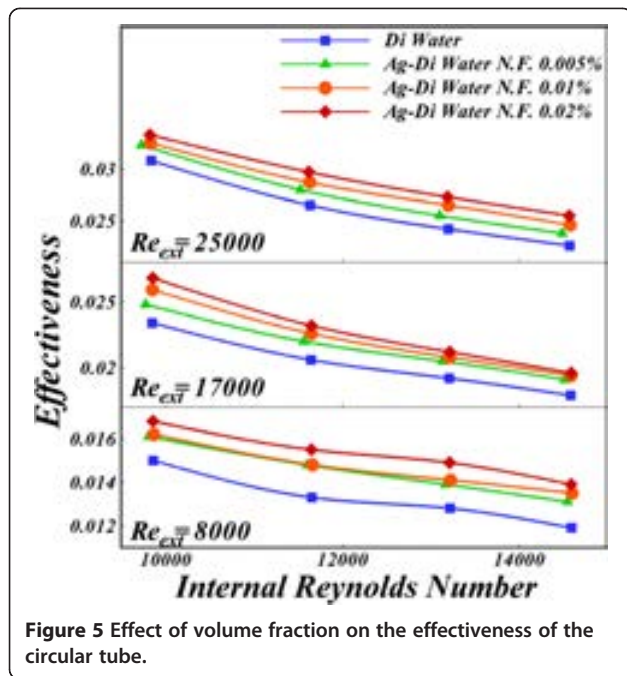 Di Water
Ag-Di Water N.F. 0.005%
Ag-Di Water N.F. 0.01%
Ag-Di Water N.F. 0.02%
0.03
0.025
Re_ext=25000
Effectiveness
0.025
0.02
Re_ext=17000
0.016
0.014
0.012
Re_ext=8000
10000 12000 14000
Internal Reynolds Number
Figure 5 Effect of volume fraction on the effectiveness of the
circular tube.